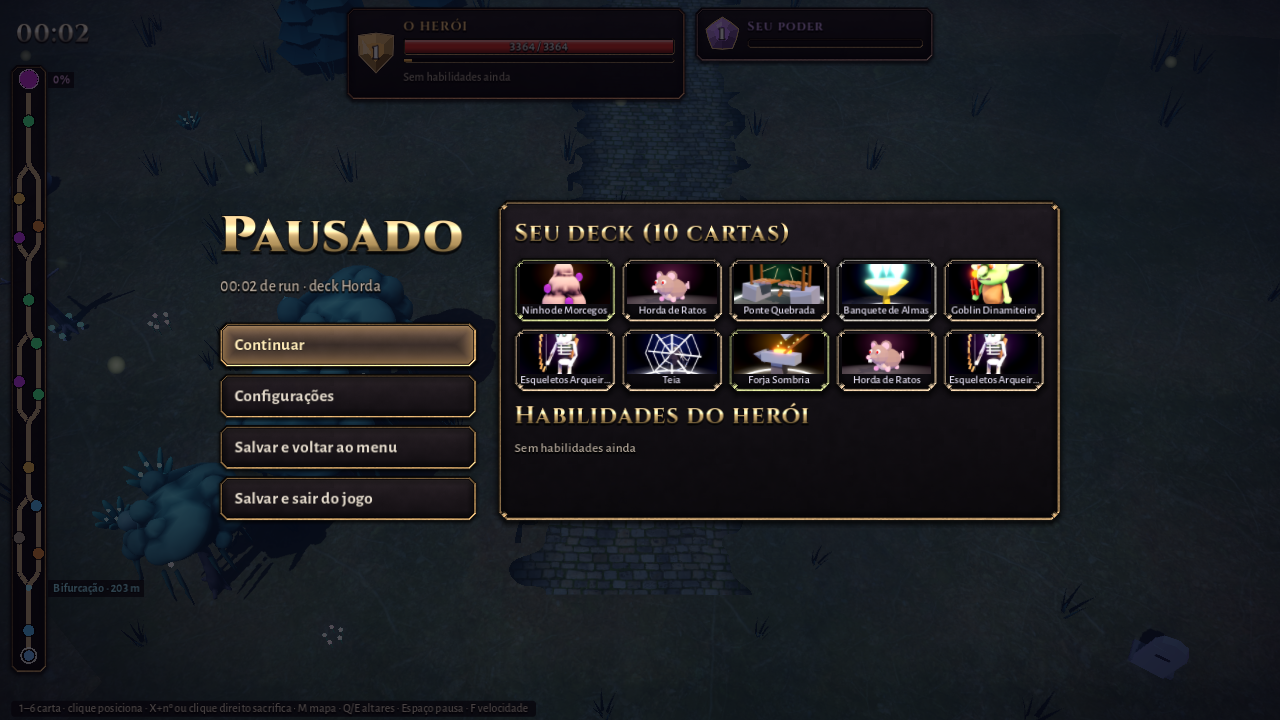 00:02
O HERÓI
1
3364 / 3364
Sem habilidades ainda
1
SEU PODER
0%
PAUSADO
00:02 de run · deck Horda
Continuar
Configurações
Salvar e voltar ao menu
Salvar e sair do jogo
SEU DECK (10 CARTAS)
Ninho de Morcegos
Horda de Ratos
Ponte Quebrada
Banquete de Almas
Goblin Dinamiteiro
Esqueletos Arqueir...
Teia
Forja Sombria
Horda de Ratos
Esqueletos Arqueir...
HABILIDADES DO HERÓI
Sem habilidades ainda
Bifurcação · 203 m
1–6 carta · clique posiciona · X+nº ou clique direito sacrifica · M mapa · Q/E altares · Espaço pausa · F velocidade